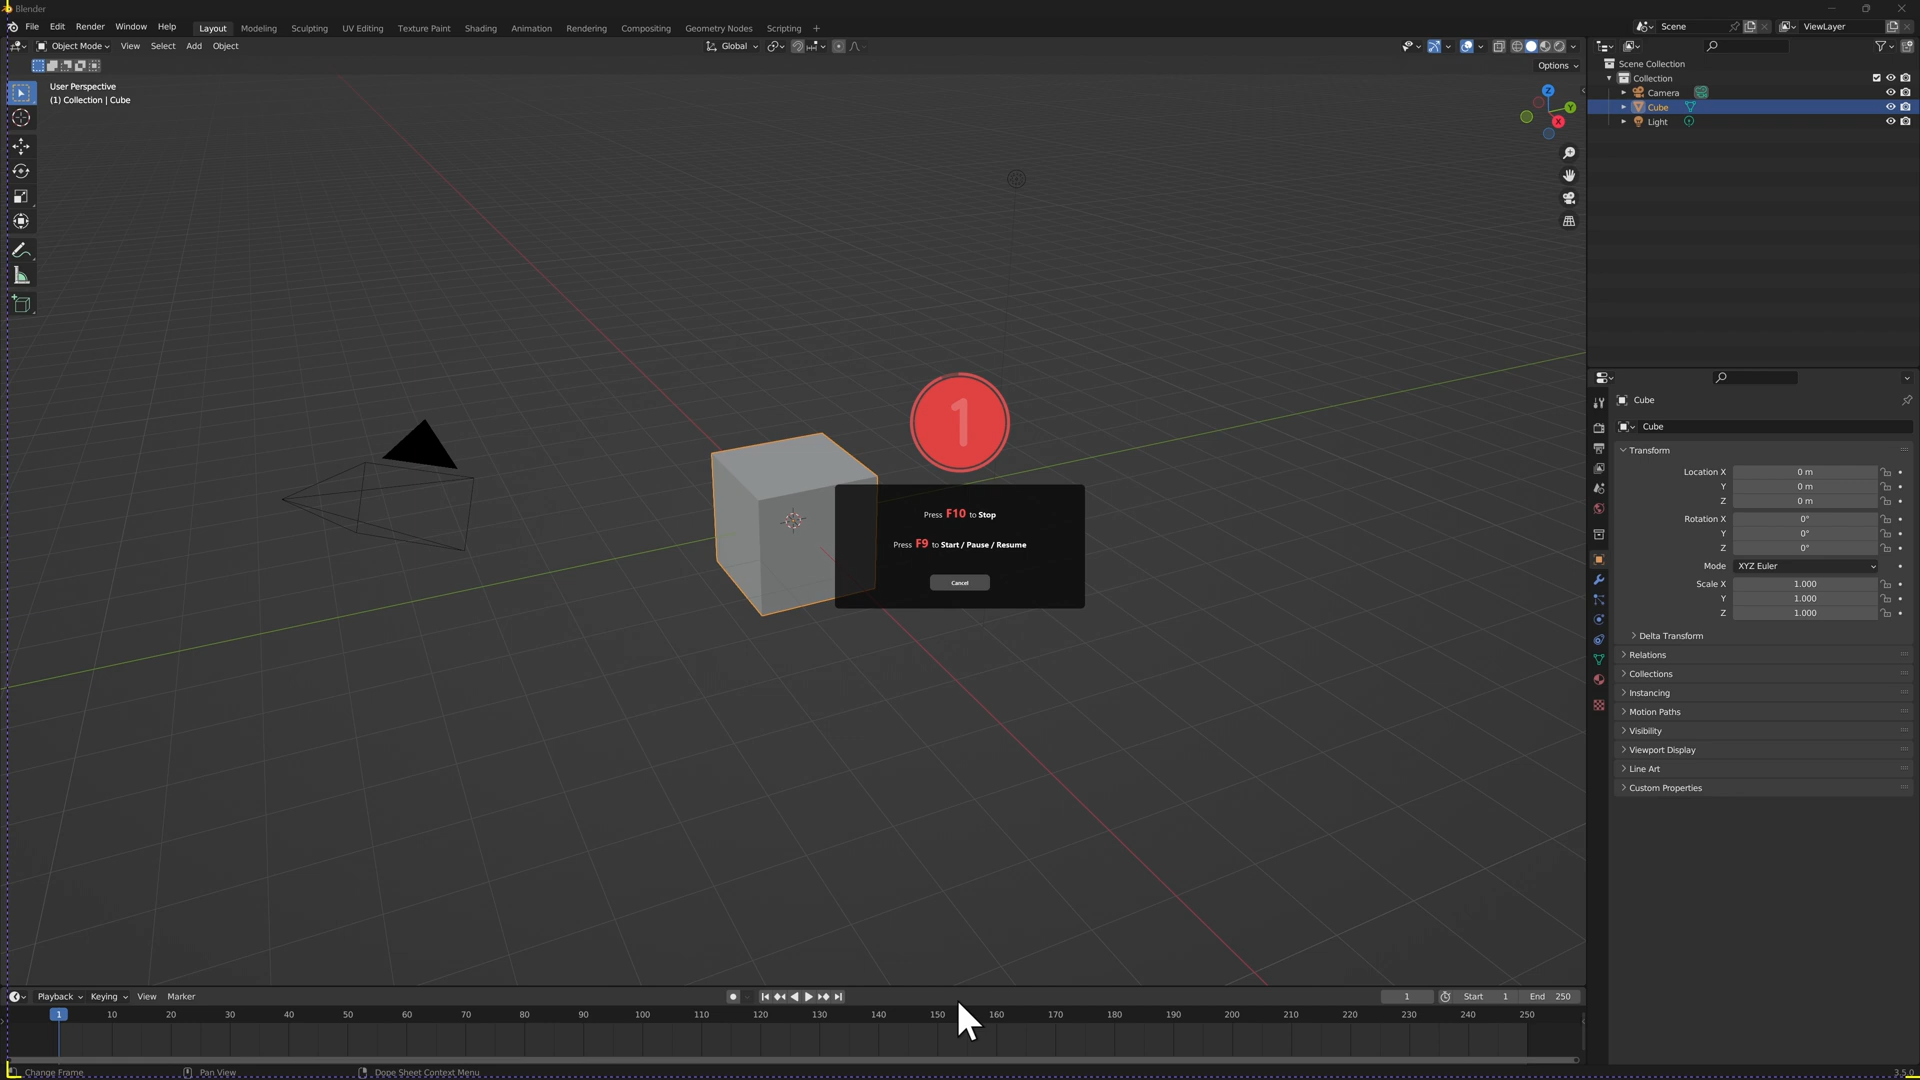 Blender
File Edit Render Window Help Layout Modeling Sculpting UV Editing Texture Paint Shading Animation Rendering Compositing Geometry Nodes Scripting + Scene ViewLayer
Object Mode View Select Add Object Global
Options
User Perspective
(1) Collection | Cube
Z
Y
X
Scene Collection
Collection
Camera
Cube
Light
1
Press F10 to Stop
Press F9 to Start / Pause / Resume
Cancel
Cube
Cube
Transform
Location X 0 m
Y 0 m
Z 0 m
Rotation X 0°
Y 0°
Z 0°
Mode XYZ Euler
Scale X 1.000
Y 1.000
Z 1.000
Delta Transform
Relations
Collections
Instancing
Motion Paths
Visibility
Viewport Display
Line Art
Custom Properties
Playback Keying View Marker 1 Start 1 End 250
1 10 20 30 40 50 60 70 80 90 100 110 120 130 140 150 160 170 180 190 200 210 220 230 240 250
Change Frame Pan View Dope Sheet Context Menu 3.5.0